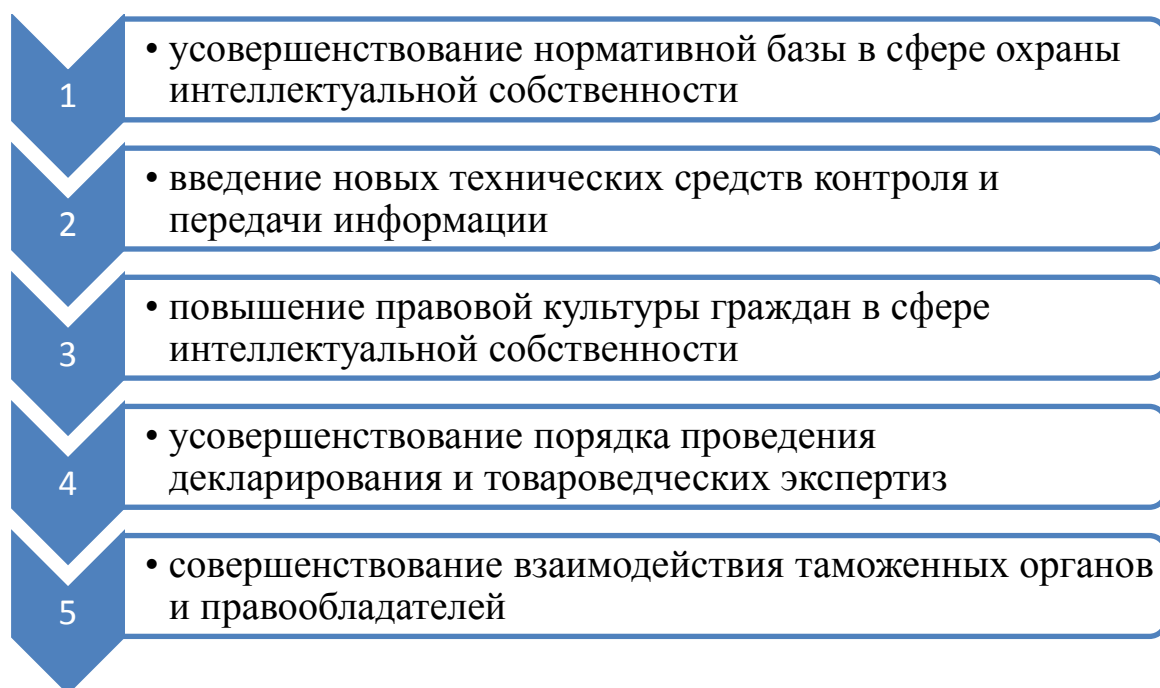 1
• усовершенствование нормативной базы в сфере охраны
интеллектуальной собственности
2
• введение новых технических средств контроля и
передачи информации
3
• повышение правовой культуры граждан в сфере
интеллектуальной собственности
4
• усовершенствование порядка проведения
декларирования и товароведческих экспертиз
5
• совершенствование взаимодействия таможенных органов
и правообладателей